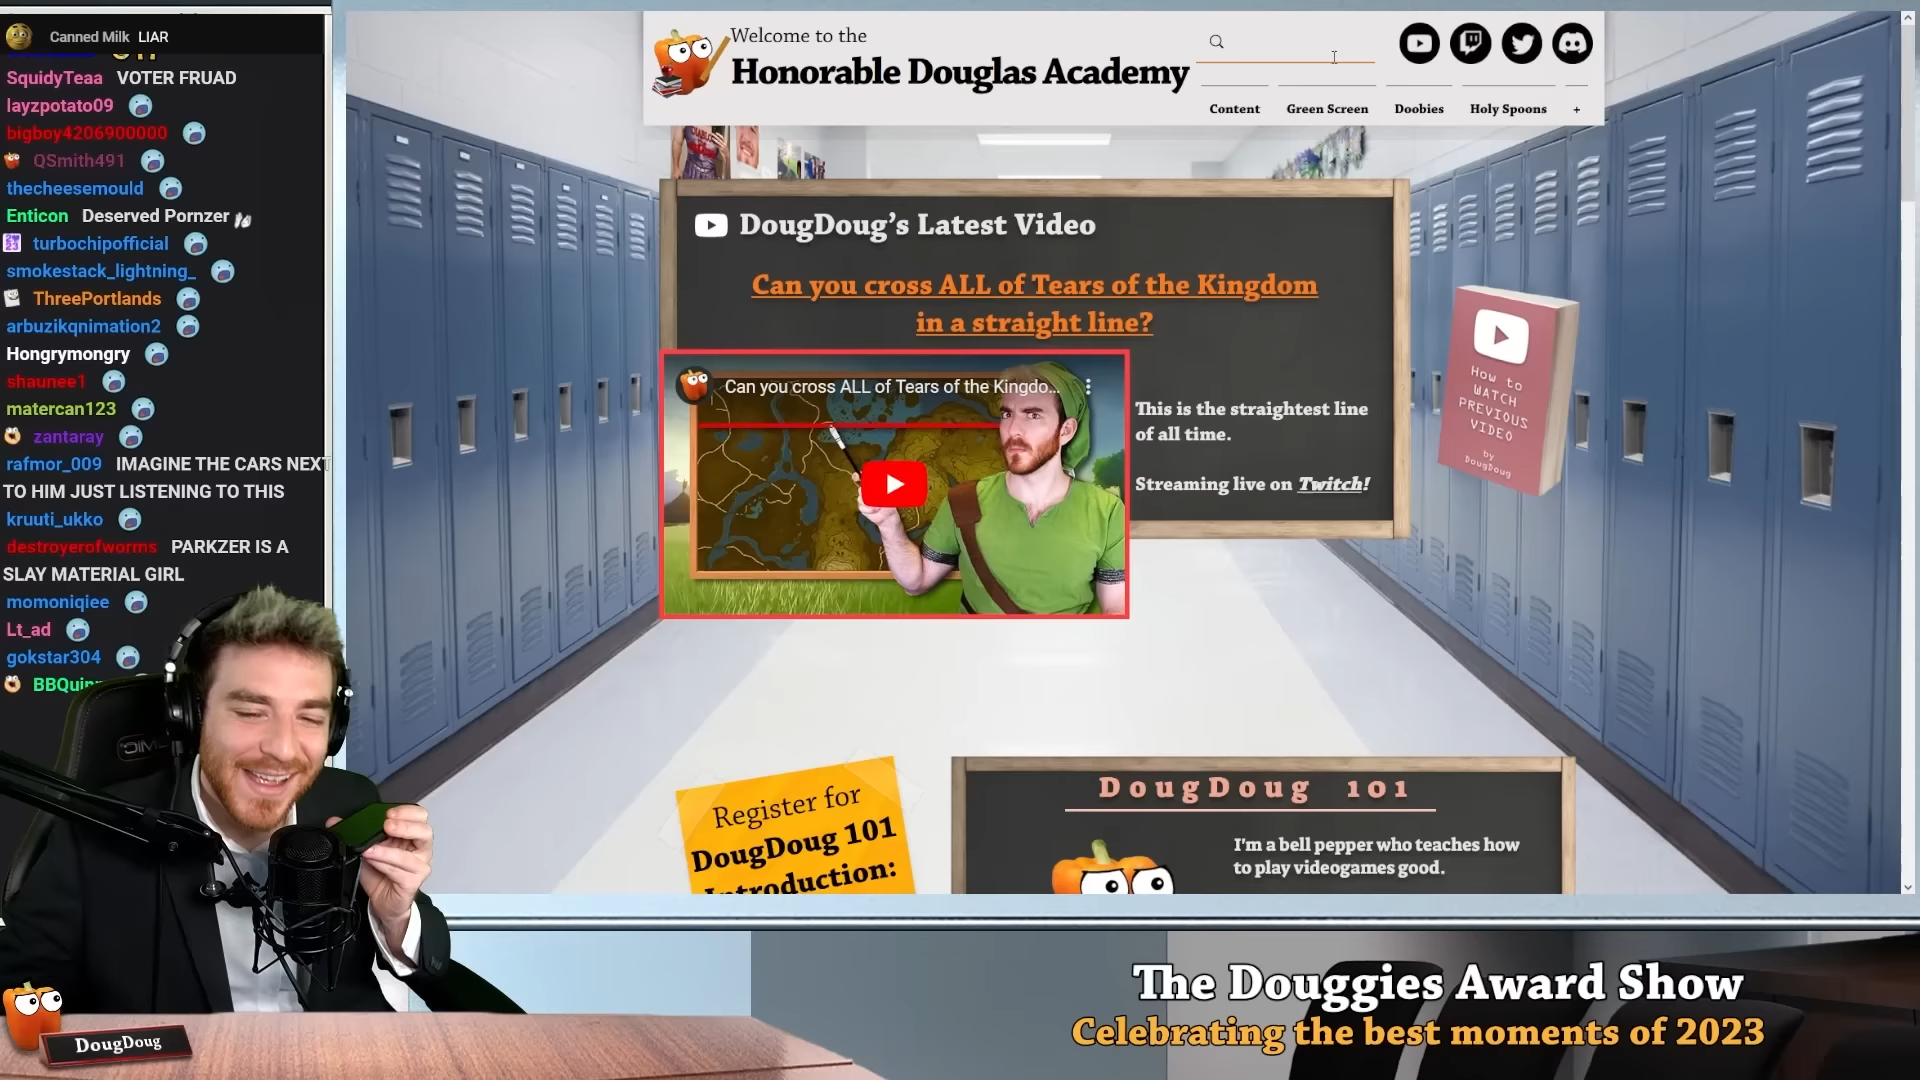 Canned Milk LIAR
SquidyTeaa VOTER FRUAD
layzpotato09
bigboy4206900000
QSmith491
thecheesemould
Enticon Deserved Pornzer
turbochipofficial
smokestack_lightning_
ThreePortlands
arbuzikqnimation2
Hongrymongry
shaunee1
matercan123
zantaray
rafmor_009 IMAGINE THE CARS NEXT
TO HIM JUST LISTENING TO THIS
kruuti_ukko
destroyerofworms PARKZER IS A
SLAY MATERIAL GIRL
momoniqiee
Lt_ad
gokstar304
Welcome to the
Honorable Douglas Academy
Content Green Screen Doobies Holy Spoons +
DougDoug's Latest Video
Can you cross ALL of Tears of the Kingdom
in a straight line?
Can you cross ALL of Tears of the Kingdo...
This is the straightest line
of all time.
Streaming live on Twitch!
How to
WATCH
PREVIOUS
VIDEO
by
DougDoug
Register for
DougDoug 101
Introduction:
DougDoug 101
I'm a bell pepper who teaches how
to play videogames good.
DougDoug
The Douggies Award Show
Celebrating the best moments of 2023